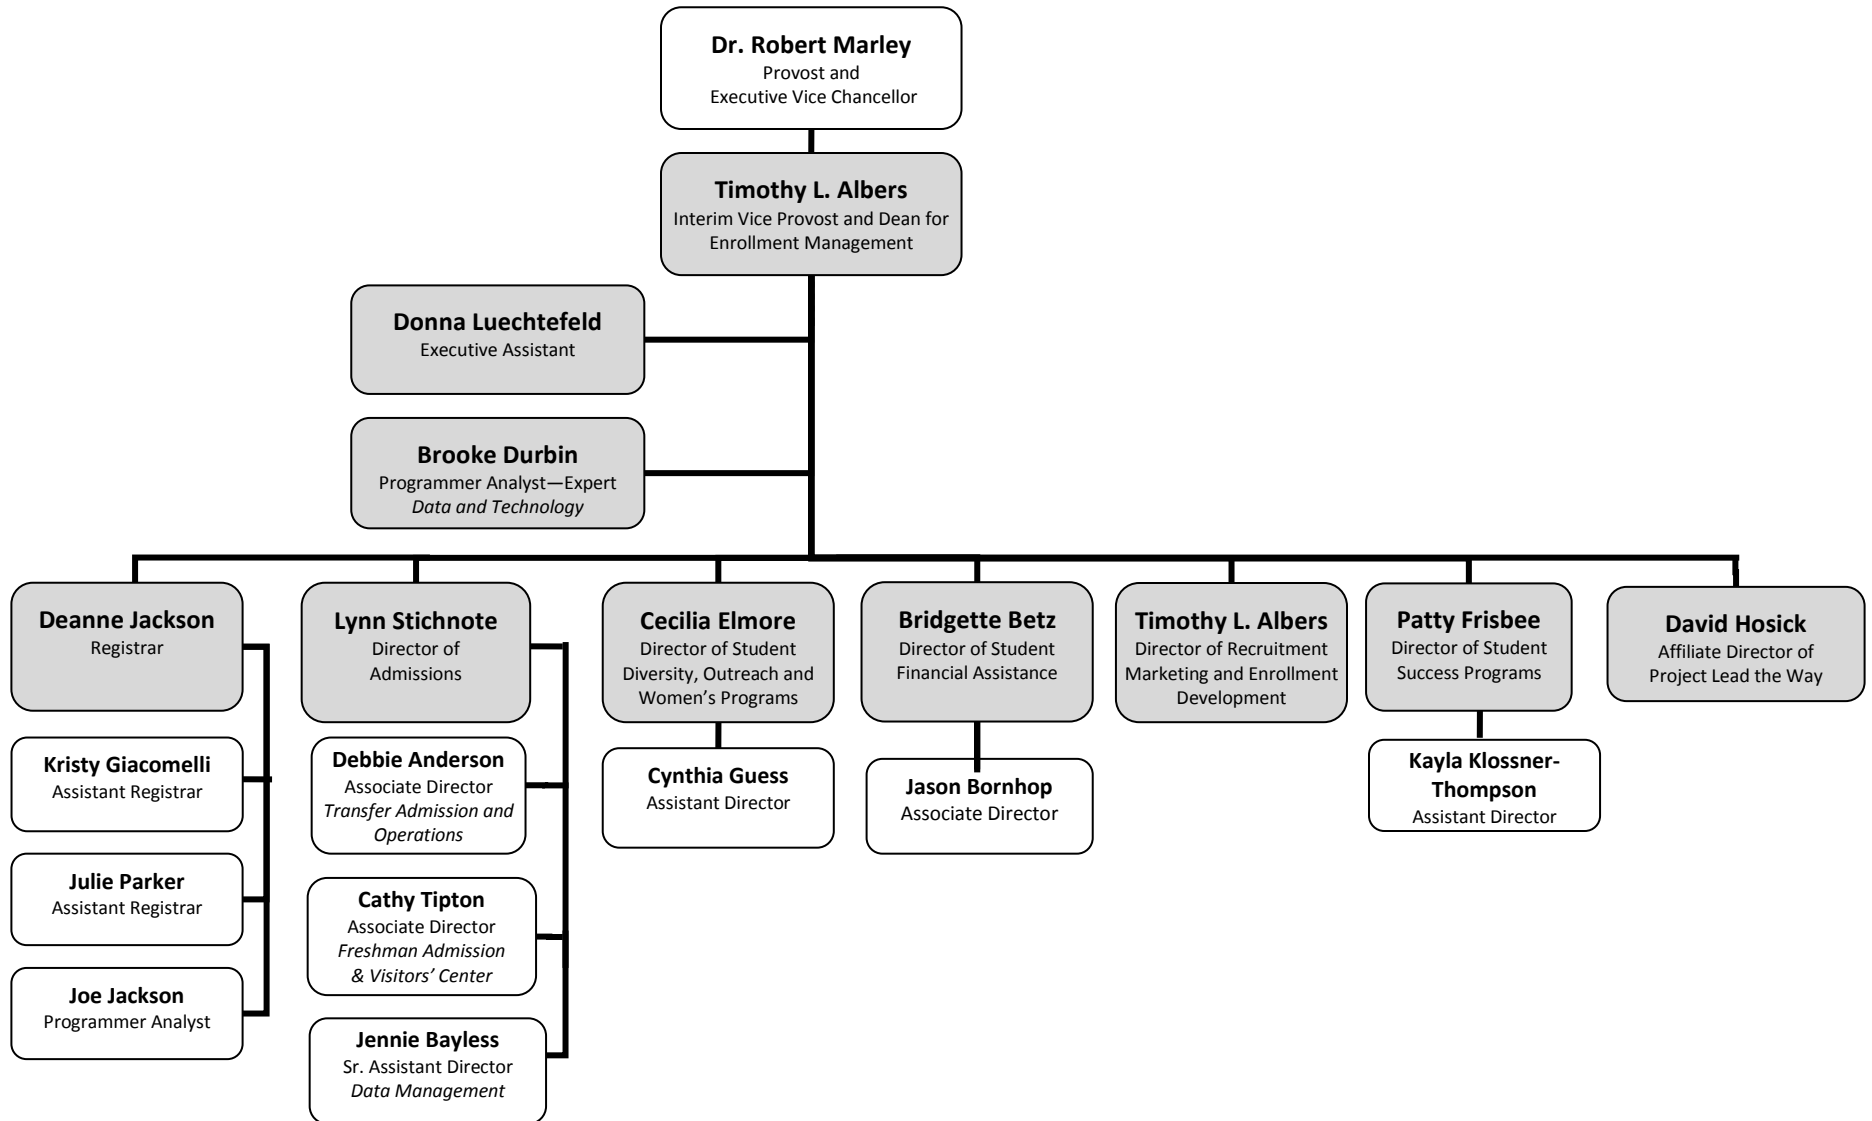 Dr. Robert Marley
Provost and
Executive Vice Chancellor
Timothy L. Albers
Interim Vice Provost and Dean for
Enrollment Management
Donna Luechtefeld
Executive Assistant
Brooke Durbin
Programmer Analyst—Expert
Data and Technology
Deanne Jackson
Registrar
Kristy Giacomelli
Assistant Registrar
Julie Parker
Assistant Registrar
Joe Jackson
Programmer Analyst
Lynn Stichnote
Director of
Admissions
Debbie Anderson
Associate Director
Transfer Admission and
Operations
Cathy Tipton
Associate Director
Freshman Admission
& Visitors’ Center
Jennie Bayless
Sr. Assistant Director
Data Management
Cecilia Elmore
Director of Student
Diversity, Outreach and
Women’s Programs
Cynthia Guess
Assistant Director
Bridgette Betz
Director of Student
Financial Assistance
Jason Bornhop
Associate Director
Timothy L. Albers
Director of Recruitment
Marketing and Enrollment
Development
Patty Frisbee
Director of Student
Success Programs
Kayla Klossner-
Thompson
Assistant Director
David Hosick
Affiliate Director of
Project Lead the Way